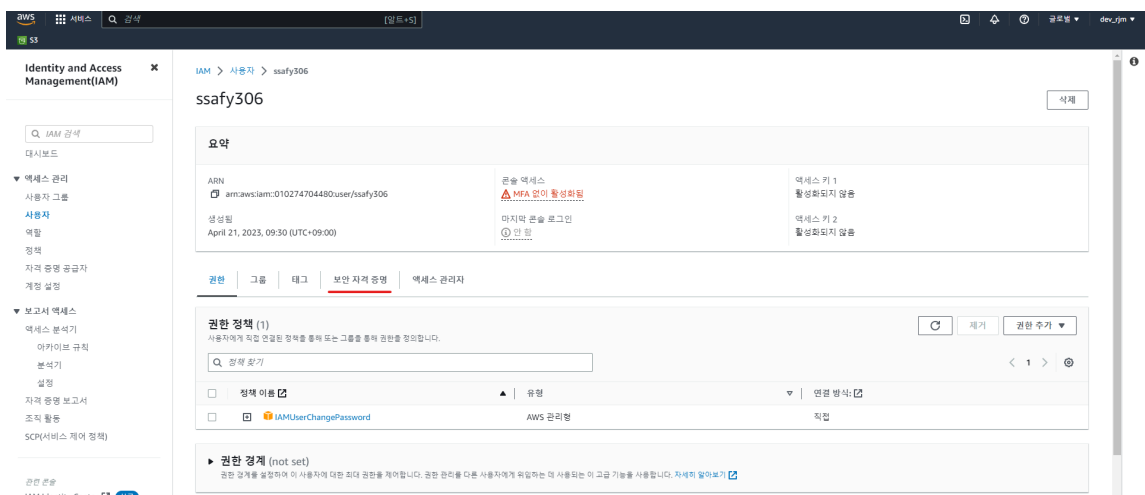 aws
서비스
검색
[알트+S]
글로벌 ▼
dev_rjm ▼
S3
Identity and Access
Management(IAM)
IAM 검색
대시보드
▼ 액세스 관리
사용자 그룹
사용자
역할
정책
자격 증명 공급자
계정 설정
▼ 보고서 액세스
액세스 분석기
아카이브 규칙
분석기
설정
자격 증명 보고서
조직 활동
SCP(서비스 제어 정책)
관련 콘솔
IAM > 사용자 > ssafy306
ssafy306
삭제
요약
ARN
arn:aws:iam::010274704480:user/ssafy306
생성됨
April 21, 2023, 09:30 (UTC+09:00)
콘솔 액세스
MFA 없이 활성화됨
마지막 콘솔 로그인
안 함
액세스 키 1
활성화되지 않음
액세스 키 2
활성화되지 않음
권한
그룹
태그
보안 자격 증명
액세스 관리자
권한 정책 (1)
사용자에게 직접 연결된 정책을 통해 또는 그룹을 통해 권한을 정의합니다.
제거
권한 추가 ▼
정책 찾기
< 1 >
정책 이름 ▲
유형 ▽
연결 방식:
IAMUserChangePassword
AWS 관리형
직접
▶ 권한 경계 (not set)
권한 경계를 설정하여 이 사용자에 대한 최대 권한을 제어합니다. 권한 관리를 다른 사용자에게 위임하는 데 사용되는 이 고급 기능을 사용합니다. 자세히 알아보기